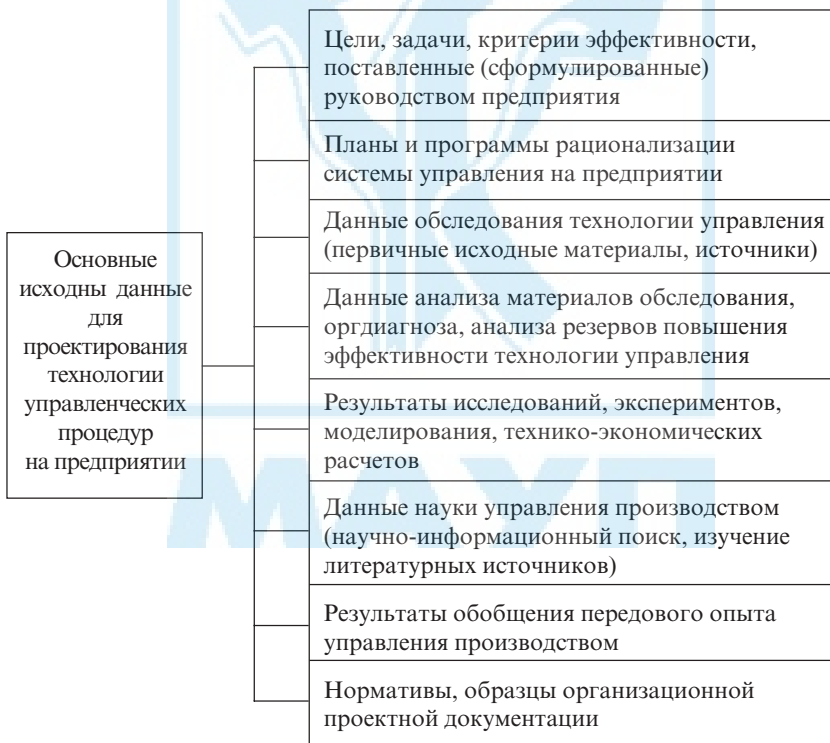 Основные
исходны данные
для
проектирования
технологии
управленческих
процедур
на предприятии
Цели, задачи, критерии эффективности,
поставленные (сформулированные)
руководством предприятия
Планы и программы рационализации
системы управления на предприятии
Данные обследования технологии управления
(первичные исходные материалы, источники)
Данные анализа материалов обследования,
оргдиагноза, анализа резервов повышения
эффективности технологии управления
Результаты исследований, экспериментов,
моделирования, технико-экономических
расчетов
Данные науки управления производством
(научно-информационный поиск, изучение
литературных источников)
Результаты обобщения передового опыта
управления производством
Нормативы, образцы организационной
проектной документации
МАУП